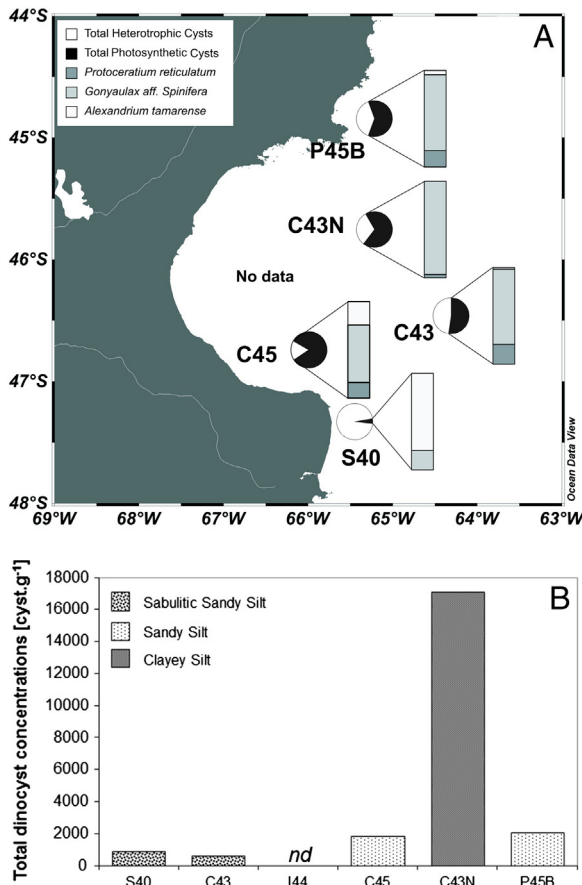 44°S
A
Total Heterotrophic Cysts
Total Photosynthetic Cysts
Protoceratium reticulatum
Gonyaulax aff. Spinifera
Alexandrium tamarense
45°S
P45B
C43N
46°S
No data
C43
C45
47°S
S40
48°S
69°W 68°W 67°W 66°W 65°W 64°W 63°W
Ocean Data View
B
Total dinocyst concentrations [cyst.g-1]
18000
16000
14000
12000
10000
8000
6000
4000
2000
0
Sabulitic Sandy Silt
Sandy Silt
Clayey Silt
nd
S40 C43 J44 C45 C43N P45B